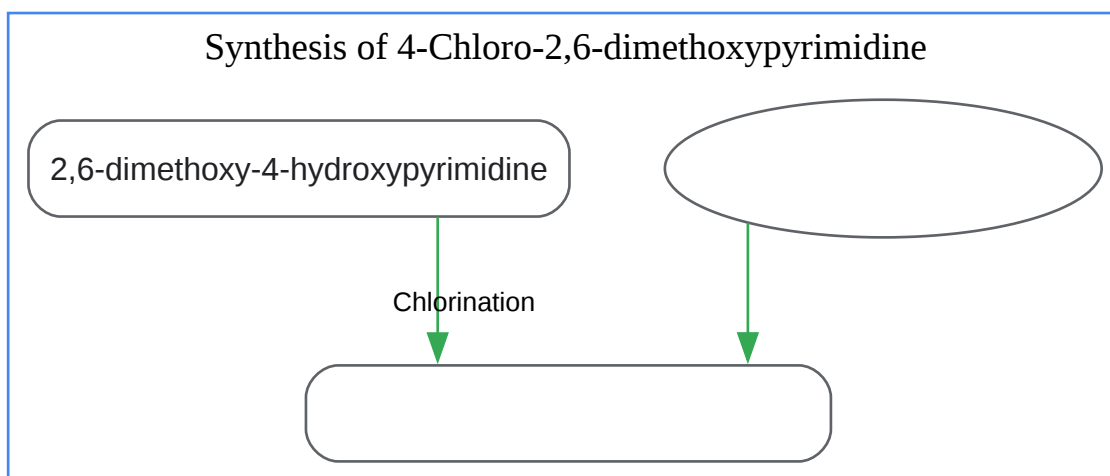 Synthesis of 4-Chloro-2,6-dimethoxypyrimidine
2,6-dimethoxy-4-hydroxypyrimidine
Chlorination